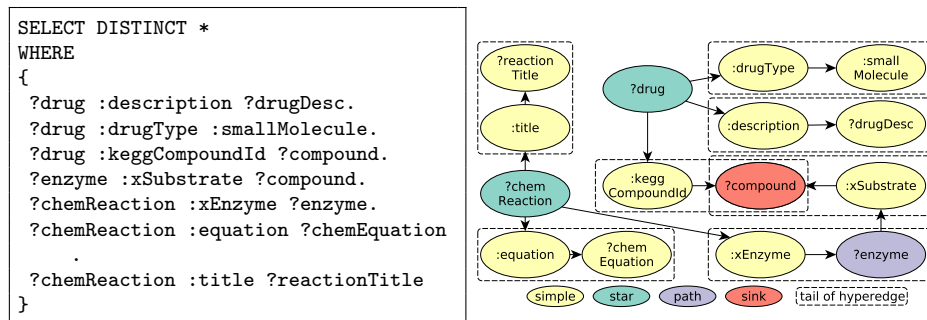 SELECT DISTINCT *
WHERE
{
?drug :description ?drugDesc.
?drug :drugType :smallMolecule.
?drug :keggCompoundId ?compound.
?enzyme :xSubstrate ?compound.
?chemReaction :xEnzyme ?enzyme.
?chemReaction :equation ?chemEquation
.
?chemReaction :title ?reactionTitle
}
?reaction
Title
:title
?chem
Reaction
:equation
?chem
Equation
?drug
:drugType
:small
Molecule
:description
?drugDesc
:kegg
CompoundId
?compound
:xSubstrate
:xEnzyme
?enzyme
simple
star
path
sink
tail of hyperedge